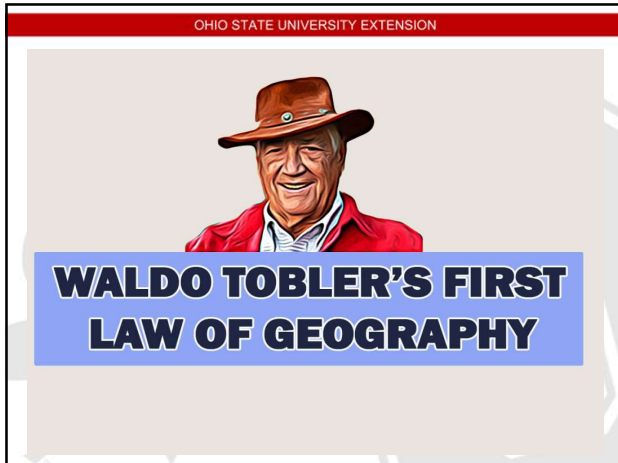 OHIO STATE UNIVERSITY EXTENSION
WALDO TOBLER'S FIRST
LAW OF GEOGRAPHY